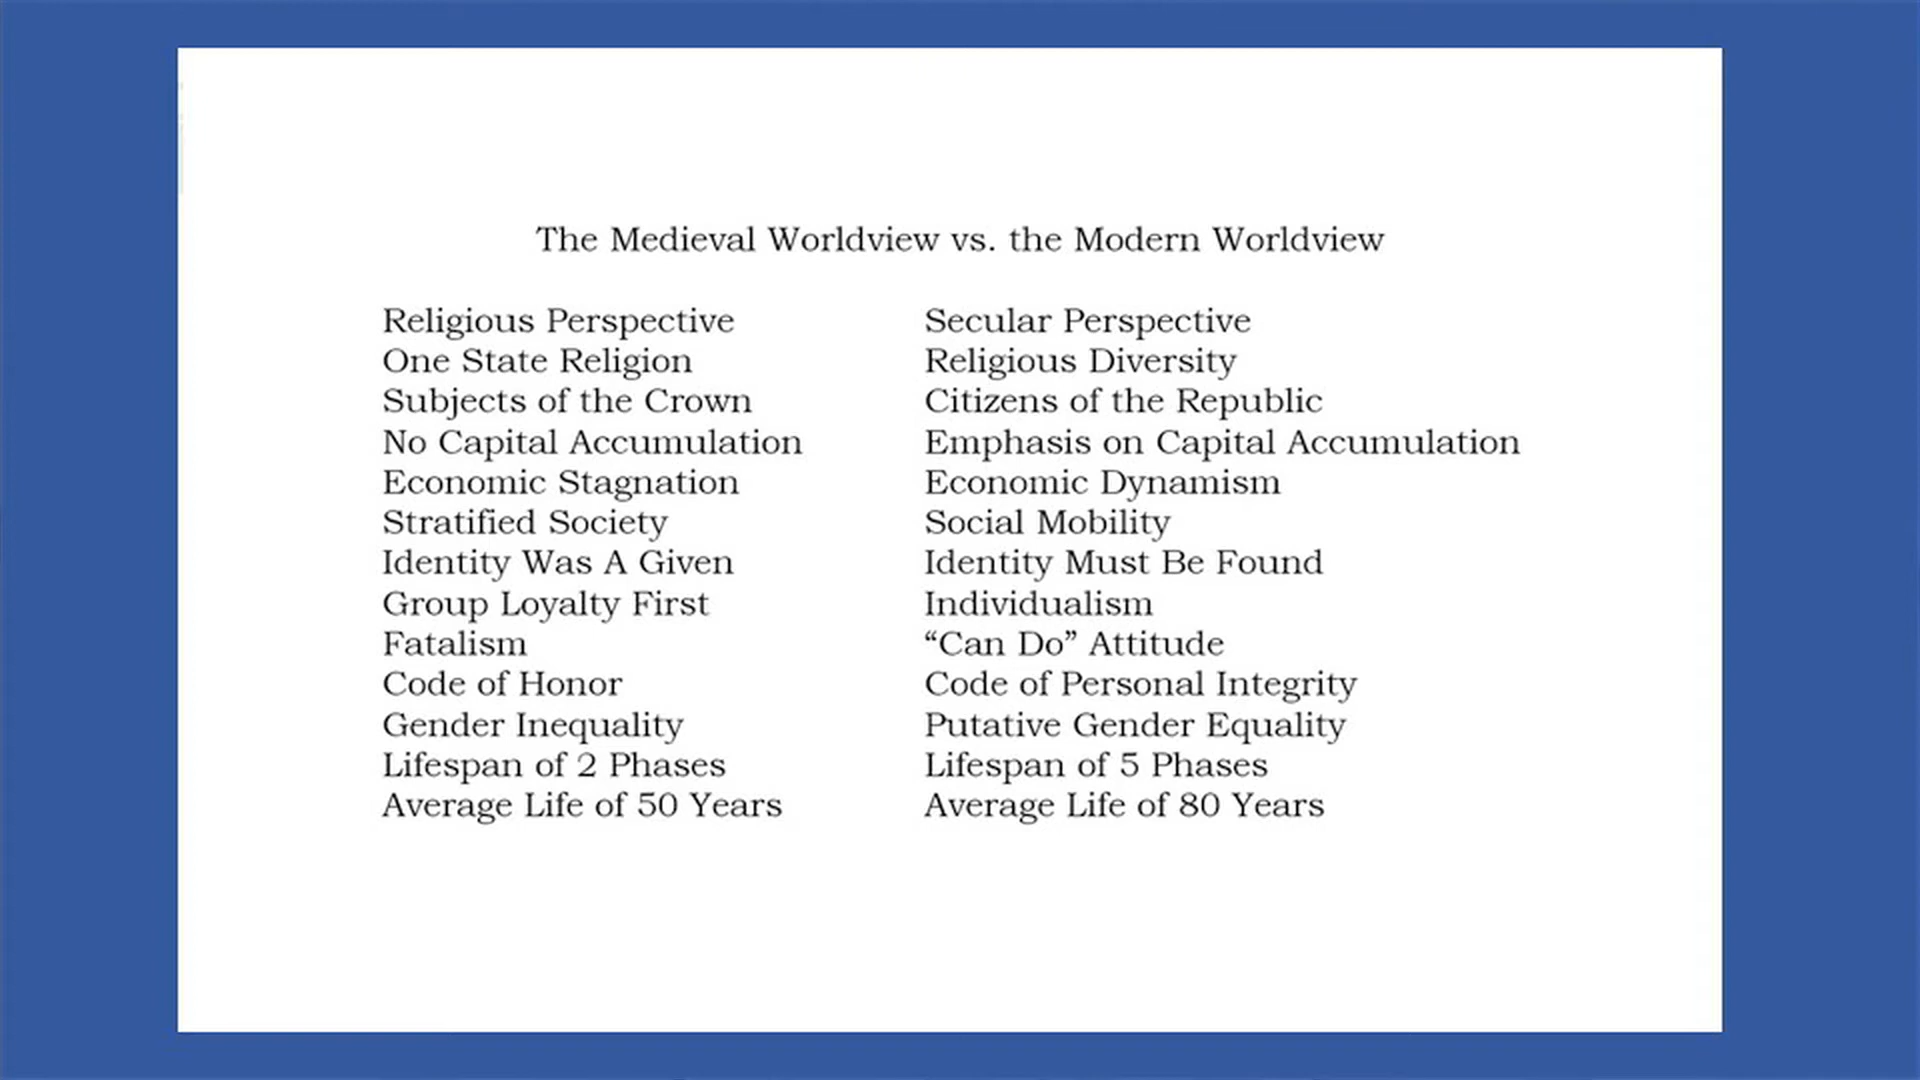 The Medieval Worldview vs. the Modern Worldview
Religious Perspective Secular Perspective
One State Religion Religious Diversity
Subjects of the Crown Citizens of the Republic
No Capital Accumulation Emphasis on Capital Accumulation
Economic Stagnation Economic Dynamism
Stratified Society Social Mobility
Identity Was A Given Identity Must Be Found
Group Loyalty First Individualism
Fatalism “Can Do” Attitude
Code of Honor Code of Personal Integrity
Gender Inequality Putative Gender Equality
Lifespan of 2 Phases Lifespan of 5 Phases
Average Life of 50 Years Average Life of 80 Years